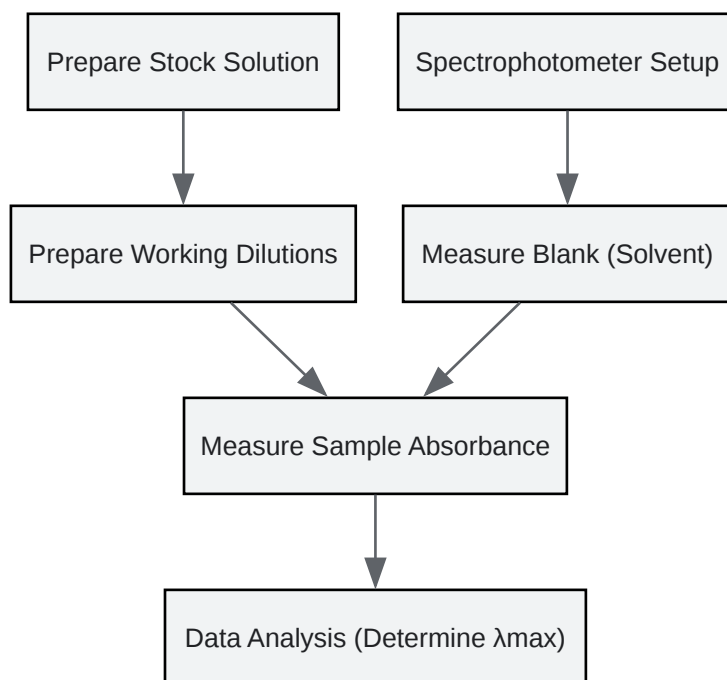 Prepare Stock Solution
Spectrophotometer Setup
Prepare Working Dilutions
Measure Blank (Solvent)
Measure Sample Absorbance
Data Analysis (Determine λmax)